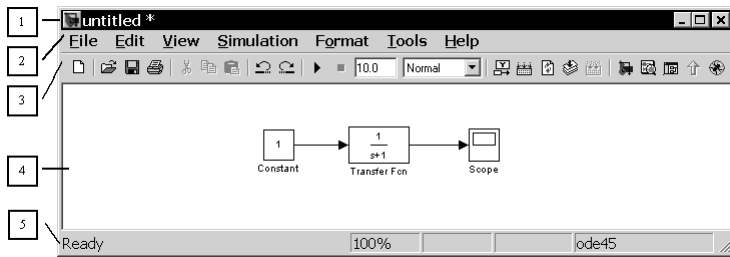 1
untitled *
2
File Edit View Simulation Format Tools Help
3
10.0 Normal
4
1
Constant
1
s+1
Transfer Fcn
Scope
5
Ready 100% ode45